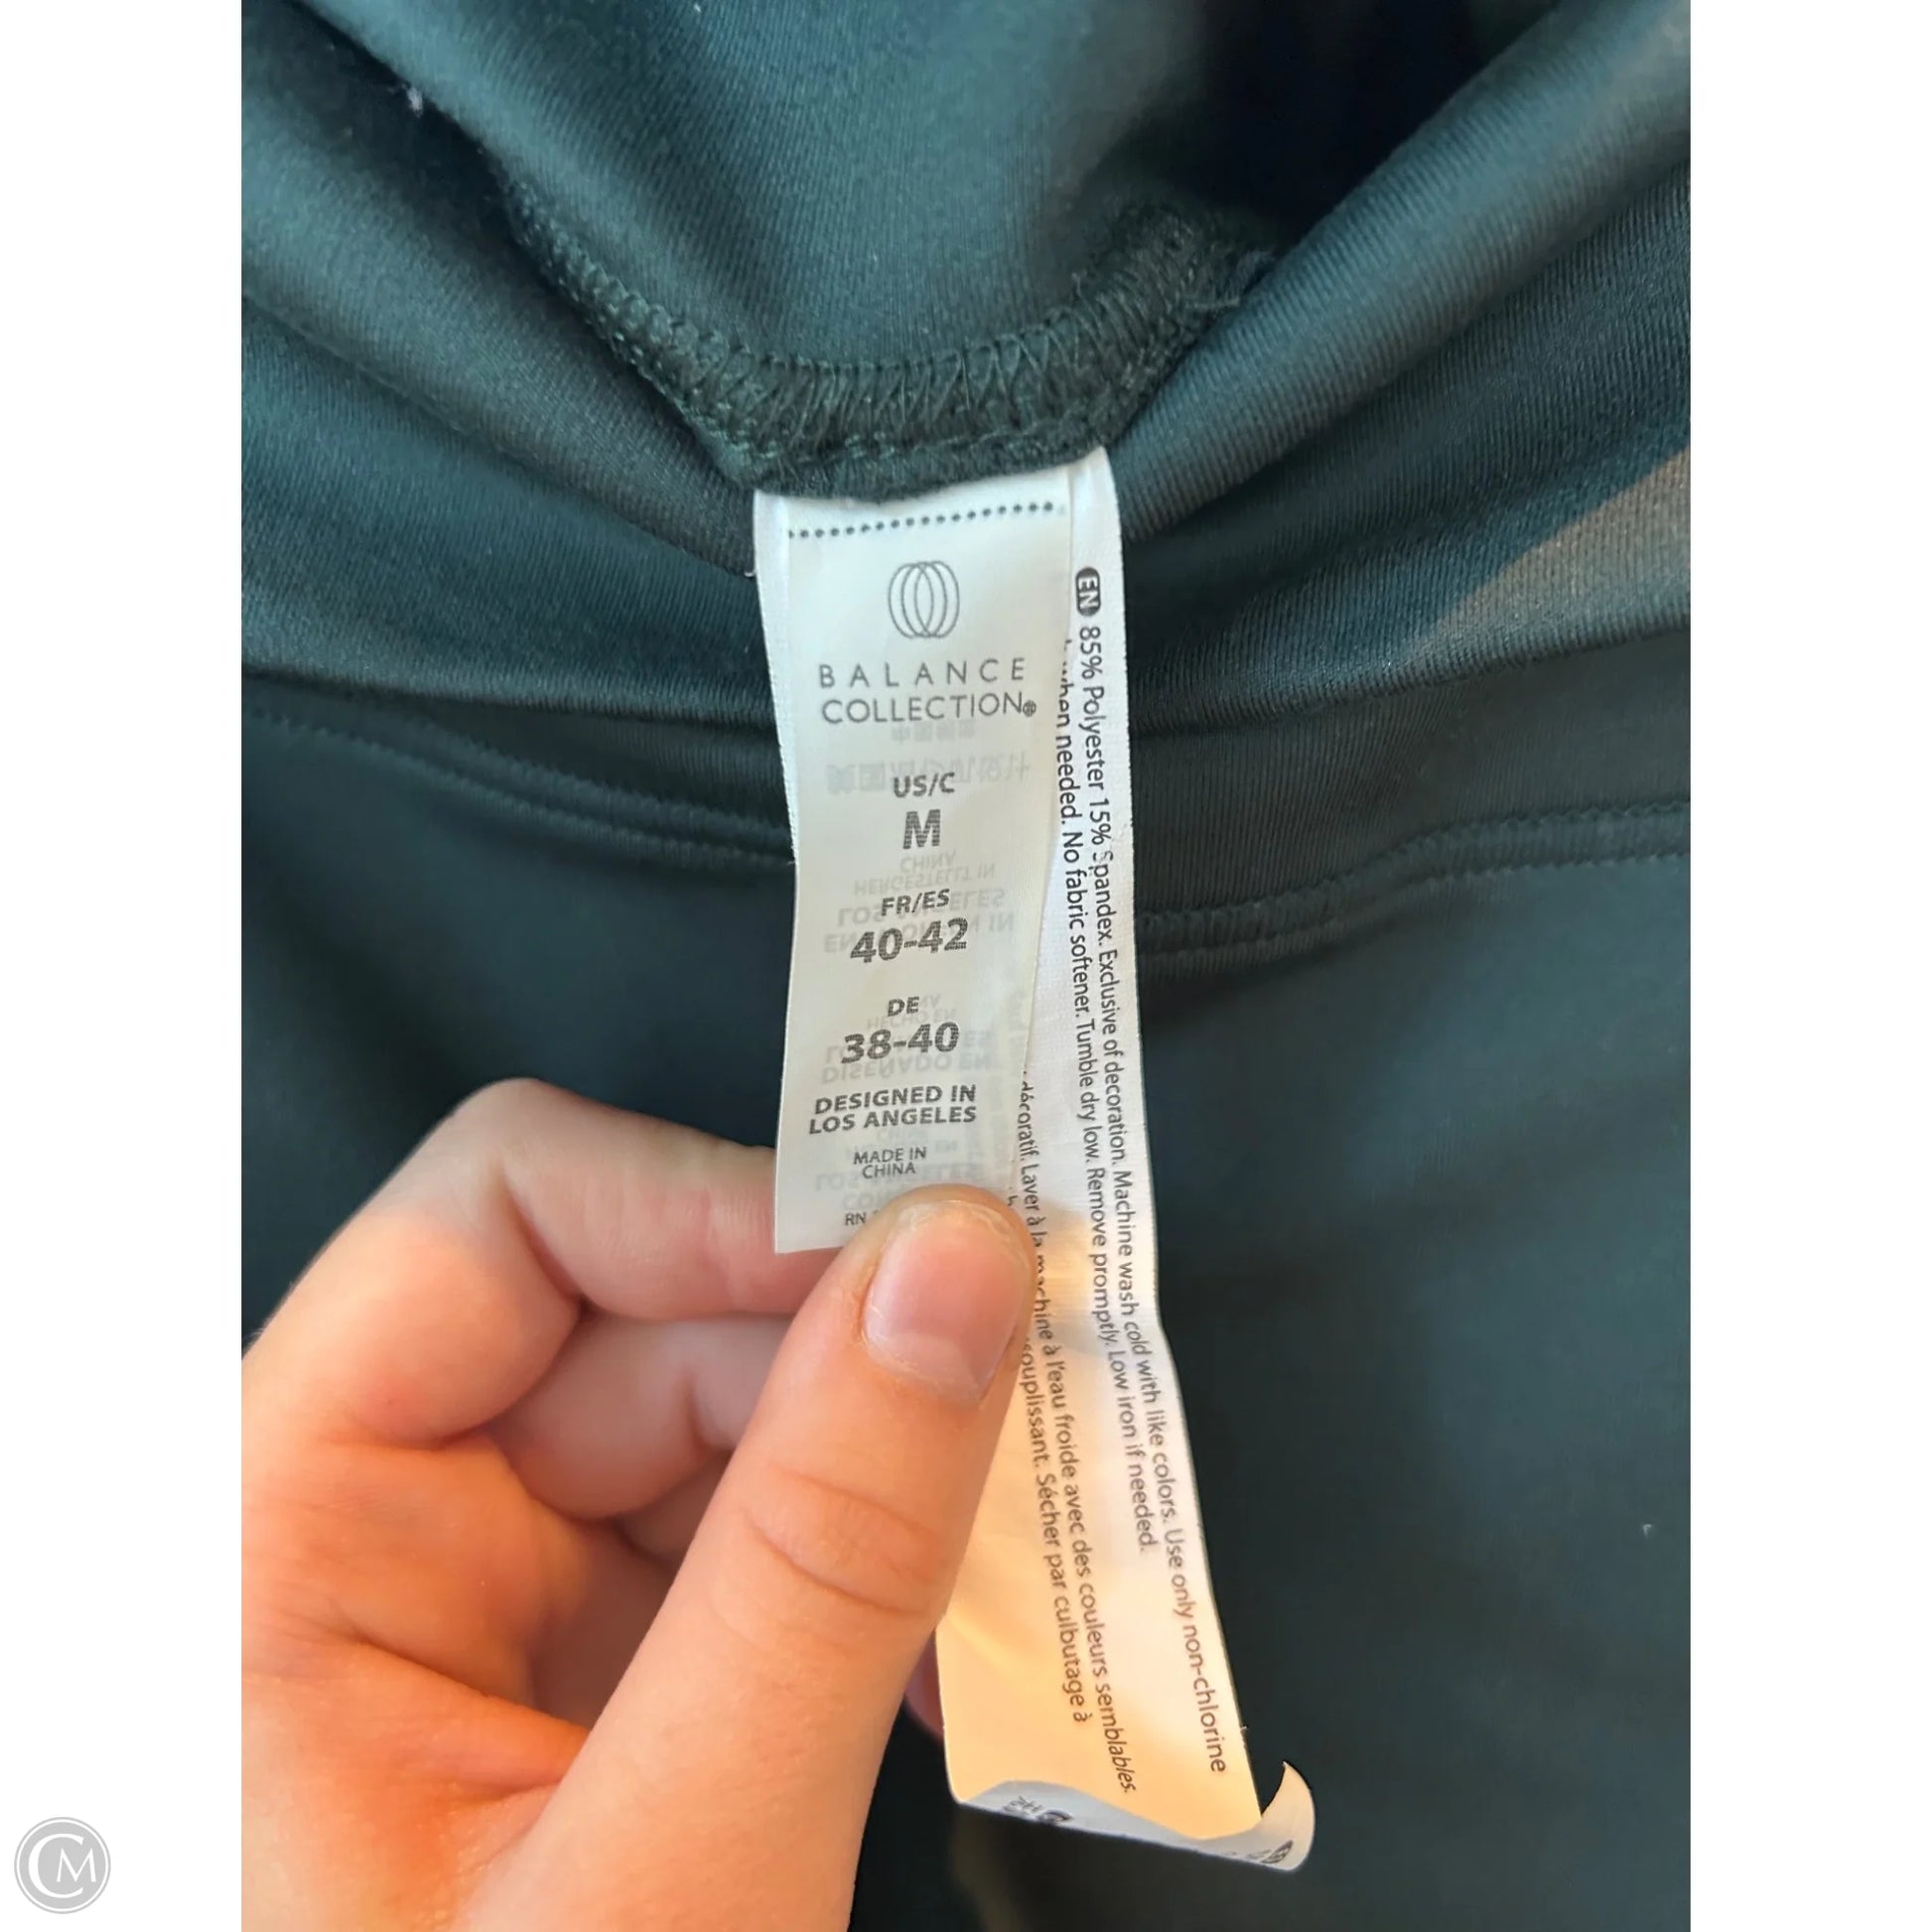 BALANCE
COLLECTION®
US/C
M
FR/ES
40-42
DE
38-40
DESIGNED IN
LOS ANGELES
MADE IN
CHINA
RN
EN 85% Polyester 15% Spandex. Exclusive of decoration. Machine wash cold with like colors. Use only non-chlorine
when needed. No fabric softener. Tumble dry low. Remove promptly. Low iron if needed.
décoratif. Laver à la machine à l'eau froide avec des couleurs semblables.
Sécher par culbutage à
CM